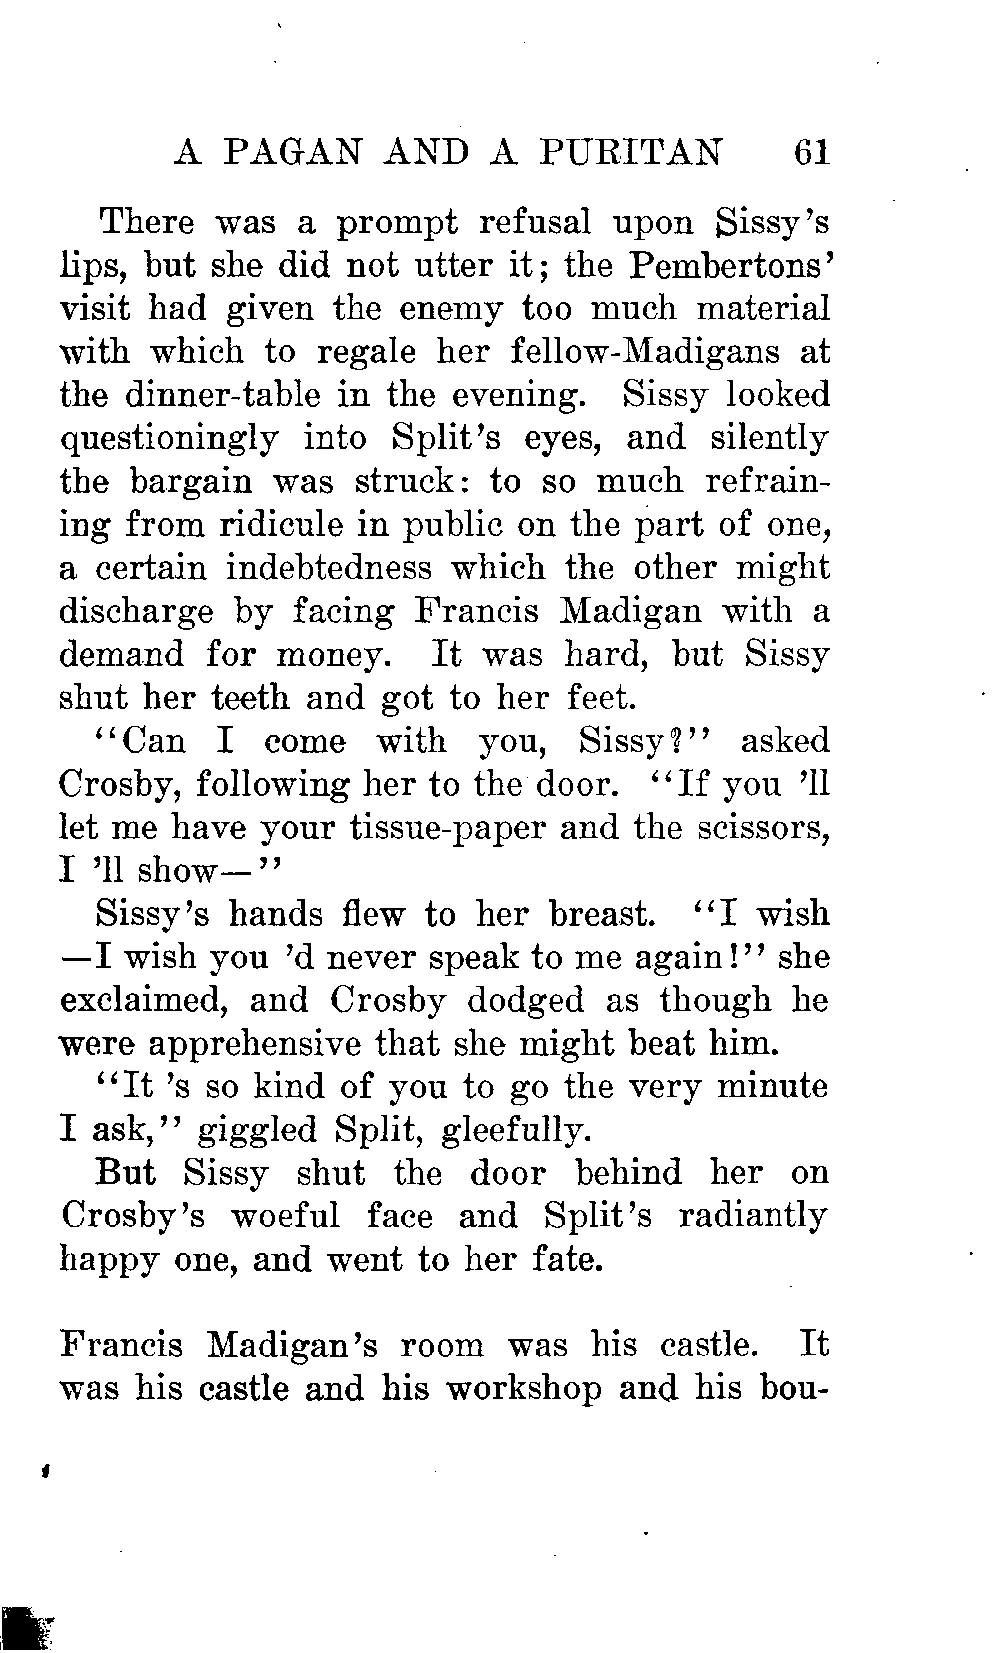 A PAGAN AND A PURITAN 61
There was a prompt refusal upon Sissy's
lips, but she did not utter it; the Pembertons'
visit had given the enemy too much material
with which to regale her fellow-Madigans at
the dinner-table in the evening. Sissy looked
questioningly into Split's eyes, and silently
the bargain was struck: to so much refrain-
ing from ridicule in public on the part of one,
a certain indebtedness which the other might
discharge by facing Francis Madigan with a
demand for money. It was hard, but Sissy
shut her teeth and got to her feet.
"Can I come with you, Sissy?" asked
Crosby, following her to the door. "If you 'll
let me have your tissue-paper and the scissors,
I 'll show—"
Sissy's hands flew to her breast. "I wish
—I wish you 'd never speak to me again!" she
exclaimed, and Crosby dodged as though he
were apprehensive that she might beat him.
"It 's so kind of you to go the very minute
I ask," giggled Split, gleefully.
But Sissy shut the door behind her on
Crosby's woeful face and Split's radiantly
happy one, and went to her fate.
Francis Madigan's room was his castle. It
was his castle and his workshop and his bou-